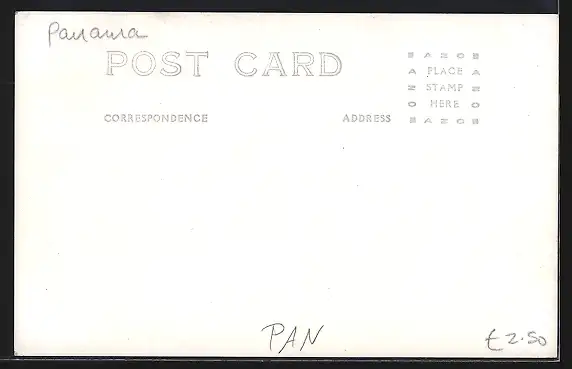 Panama
POST CARD
PLACE
STAMP
HERE
CORRESPONDENCE
ADDRESS
PAN
£2.50